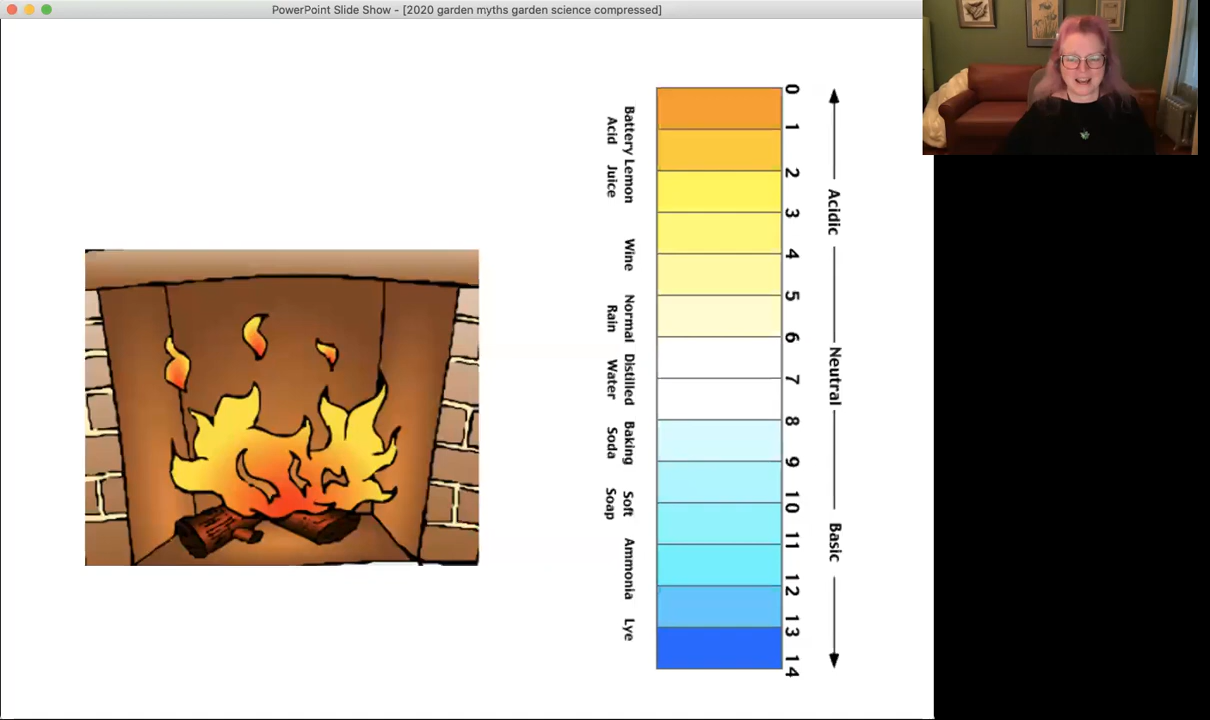 PowerPoint Slide Show - [2020 garden myths garden science compressed]
Battery
Acid
Lemon
Juice
Wine
Normal
Rain
Distilled
Water
Baking
Soda
Soft
Soap
Ammonia
Lye
0
1
2
3
4
5
6
7
8
9
10
11
12
13
14
Acidic
Neutral
Basic